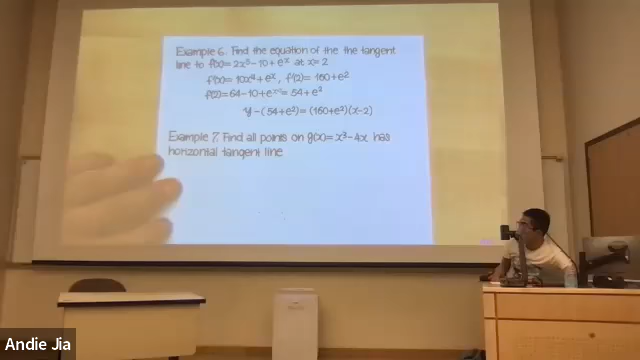 Example 6. Find the equation of the the tangent
line to f(x)=2x⁵-10+eˣ at x=2
f'(x)=10x⁴+eˣ, f'(2)=160+e²
f(2)=64-10+e²=54+e²
y-(54+e²)=(160+e²)(x-2)
Example 7. Find all points on g(x)=x³-4x has
horizontal tangent line
Andie Jia